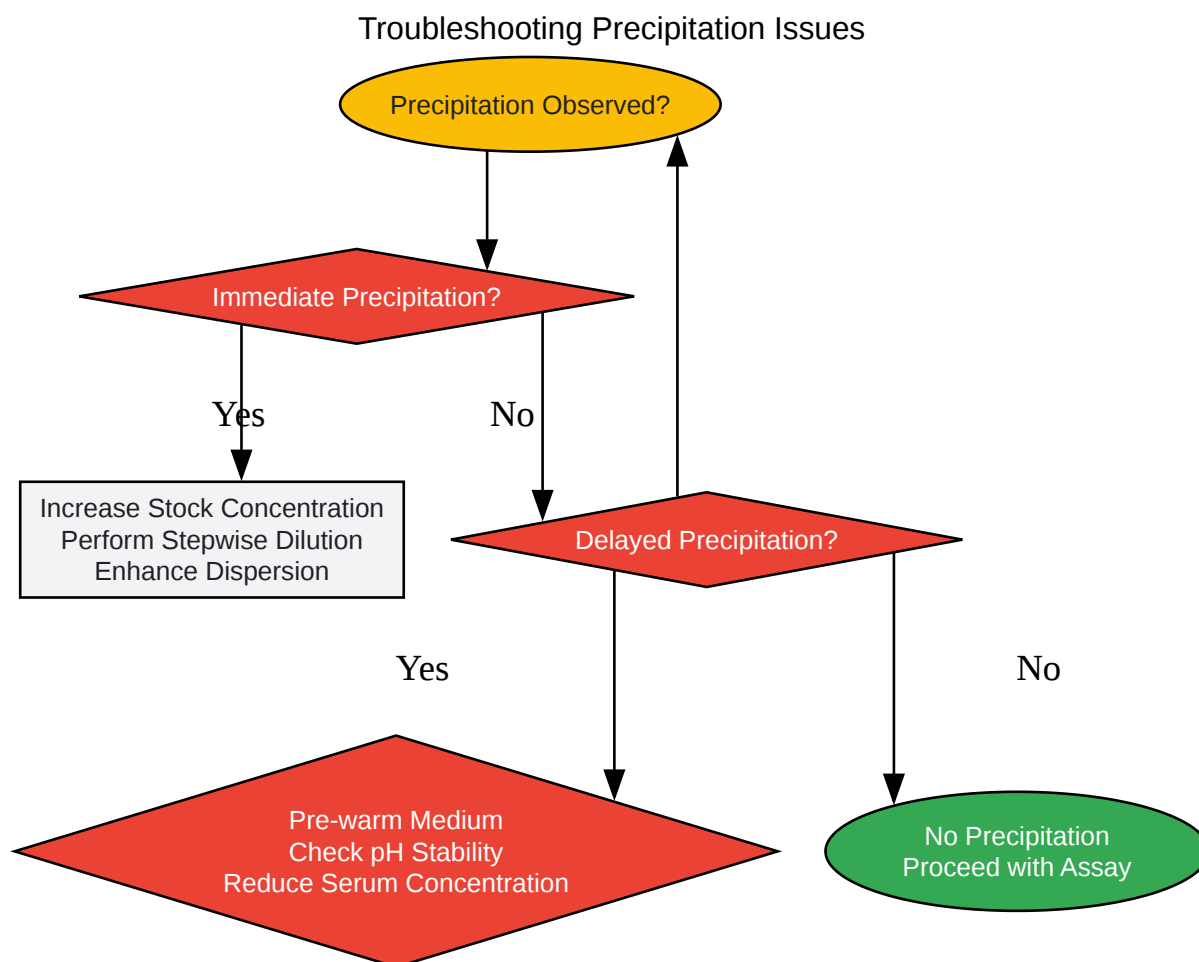 Troubleshooting Precipitation Issues
Precipitation Observed?
Immediate Precipitation?
Yes
No
Increase Stock Concentration
Perform Stepwise Dilution
Enhance Dispersion
Delayed Precipitation?
Yes
No
Pre-warm Medium
Check pH Stability
Reduce Serum Concentration
No Precipitation
Proceed with Assay